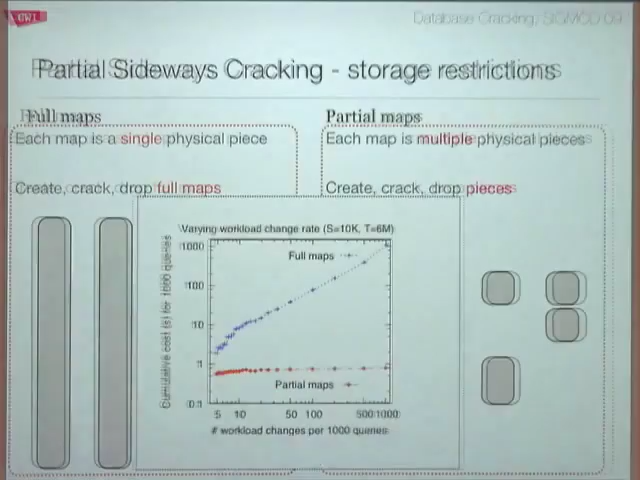 CWI
Database Cracking, SIGMOD 09
Partial Sideways Cracking - storage restrictions
Full maps
Each map is a single physical piece
Create, crack, drop full maps
Partial maps
Each map is multiple physical pieces
Create, crack, drop pieces
Varying workload change rate (S=10K, T=6M)
Cumulative cost (s) for 1000 queries
1000
100
10
1
0.1
Full maps
Partial maps
5 10 50 100 500 1000
# workload changes per 1000 queries